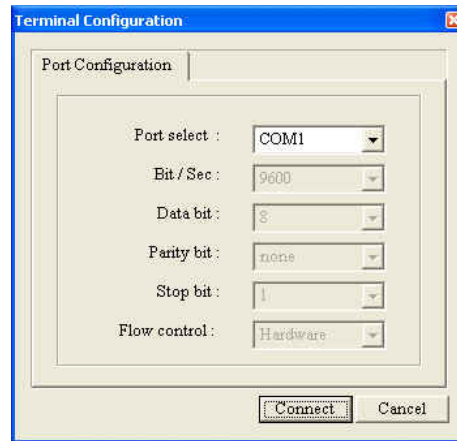 Terminal Configuration
Port Configuration
Port select : COM1
Bit / Sec : 9600
Data bit : 8
Parity bit : none
Stop bit : 1
Flow control : Hardware
Connect Cancel